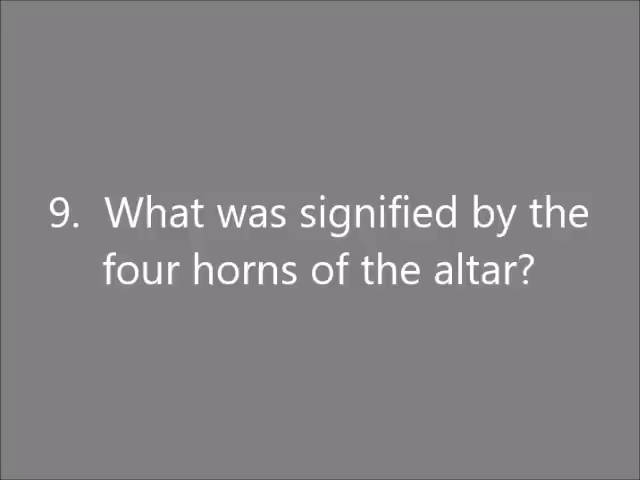 9. What was signified by the
four horns of the altar?